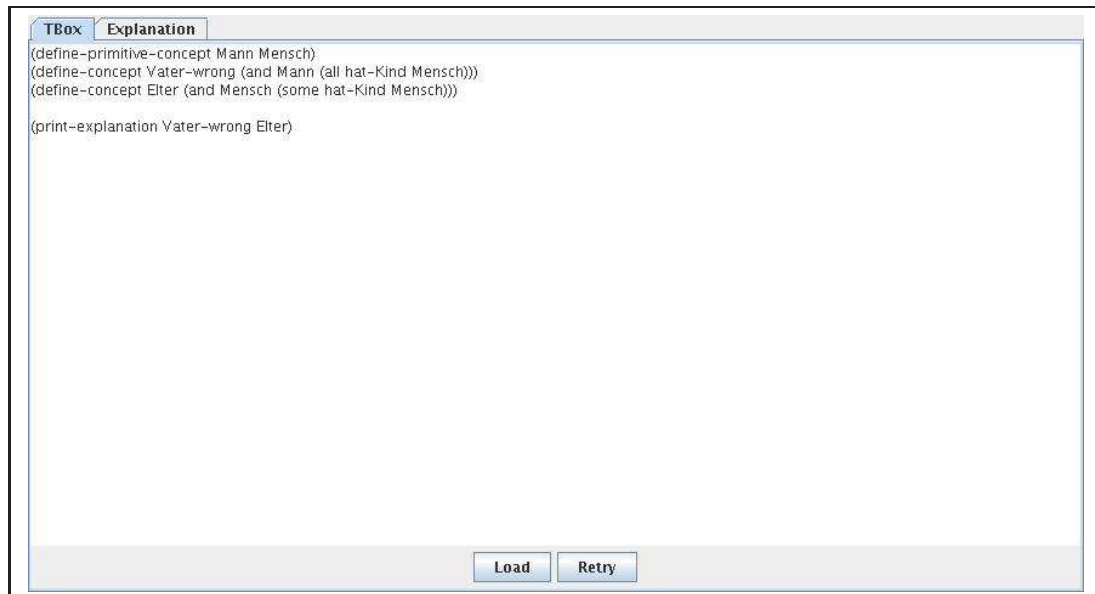 TBox Explanation
(define-primitive-concept Mann Mensch)
(define-concept Vater-wrong (and Mann (all hat-Kind Mensch)))
(define-concept Elter (and Mensch (some hat-Kind Mensch)))
(print-explanation Vater-wrong Elter)
Load Retry